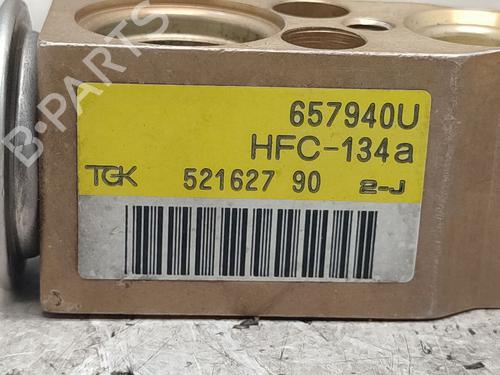 657940U
HFC-134a
TGK 521627 90 2-J
B-PARTS